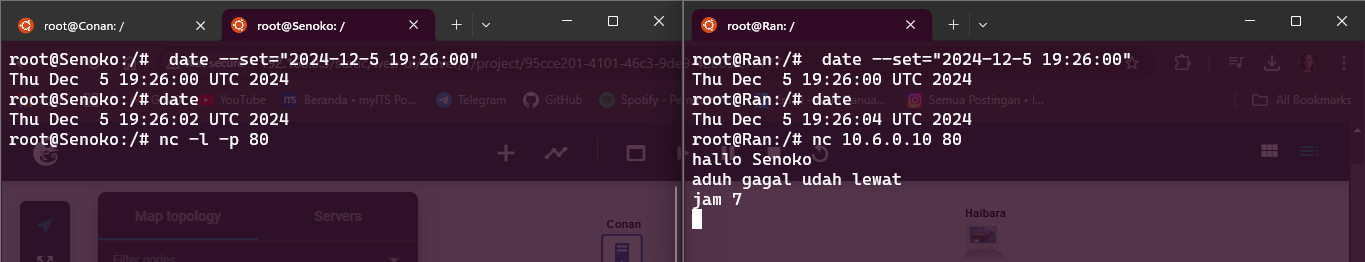 root@Conan: /
root@Senoko: /
root@Senoko:/#  date --set="2024-12-5 19:26:00"
Thu Dec  5 19:26:00 UTC 2024
root@Senoko:/# date
Thu Dec  5 19:26:02 UTC 2024
root@Senoko:/# nc -l -p 80
/project/95cce201-4101-46c3-9de
YouTube
Beranda • myITS Po...
Telegram
GitHub
Spotify - Pe
Map topology
Servers
Filter nodes
Conan
root@Ran: /
root@Ran:/#  date --set="2024-12-5 19:26:00"
Thu Dec  5 19:26:00 UTC 2024
root@Ran:/# date
Thu Dec  5 19:26:04 UTC 2024
root@Ran:/# nc 10.6.0.10 80
hallo Senoko
aduh gagal udah lewat
jam 7
Semua Postingan • I...
All Bookmarks
Haibara